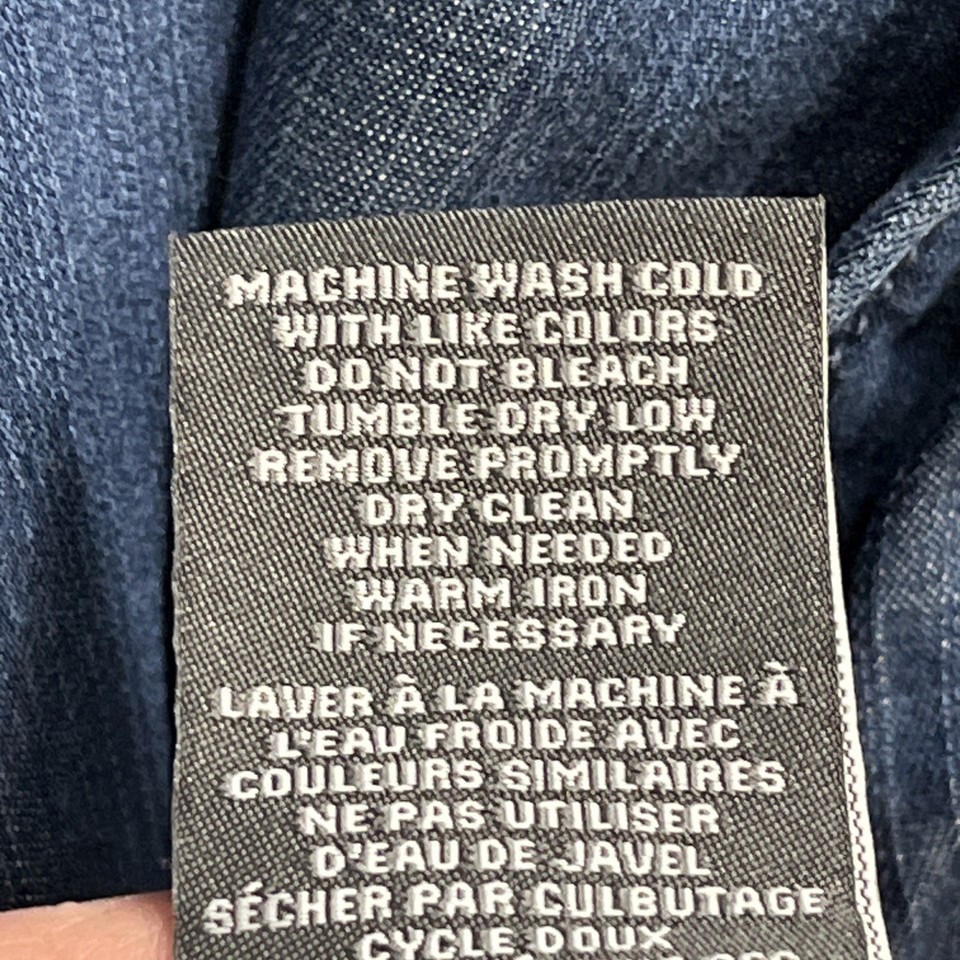 MACHINE WASH COLD
WITH LIKE COLORS
DO NOT BLEACH
TUMBLE DRY LOW
REMOVE PROMPTLY
DRY CLEAN
WHEN NEEDED
WARM IRON
IF NECESSARY
LAVER À LA MACHINE À
L'EAU FROIDE AVEC
COULEURS SIMILAIRES
NE PAS UTILISER
D'EAU DE JAVEL
SÉCHER PAR CULBUTAGE
CYCLE DOUX